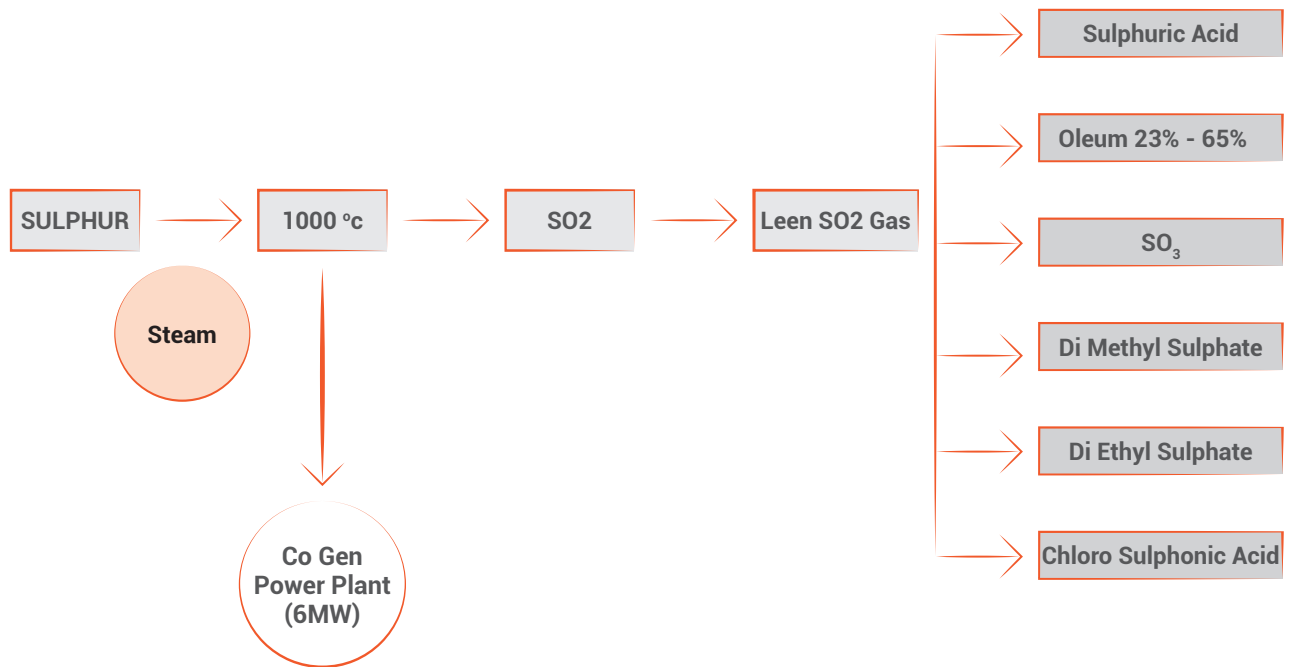 Sulphuric Acid
Oleum 23% - 65%
SULPHUR
1000 ºc
SO2
Leen SO2 Gas
SO₃
Steam
Di Methyl Sulphate
Di Ethyl Sulphate
Co Gen
Power Plant
(6MW)
Chloro Sulphonic Acid